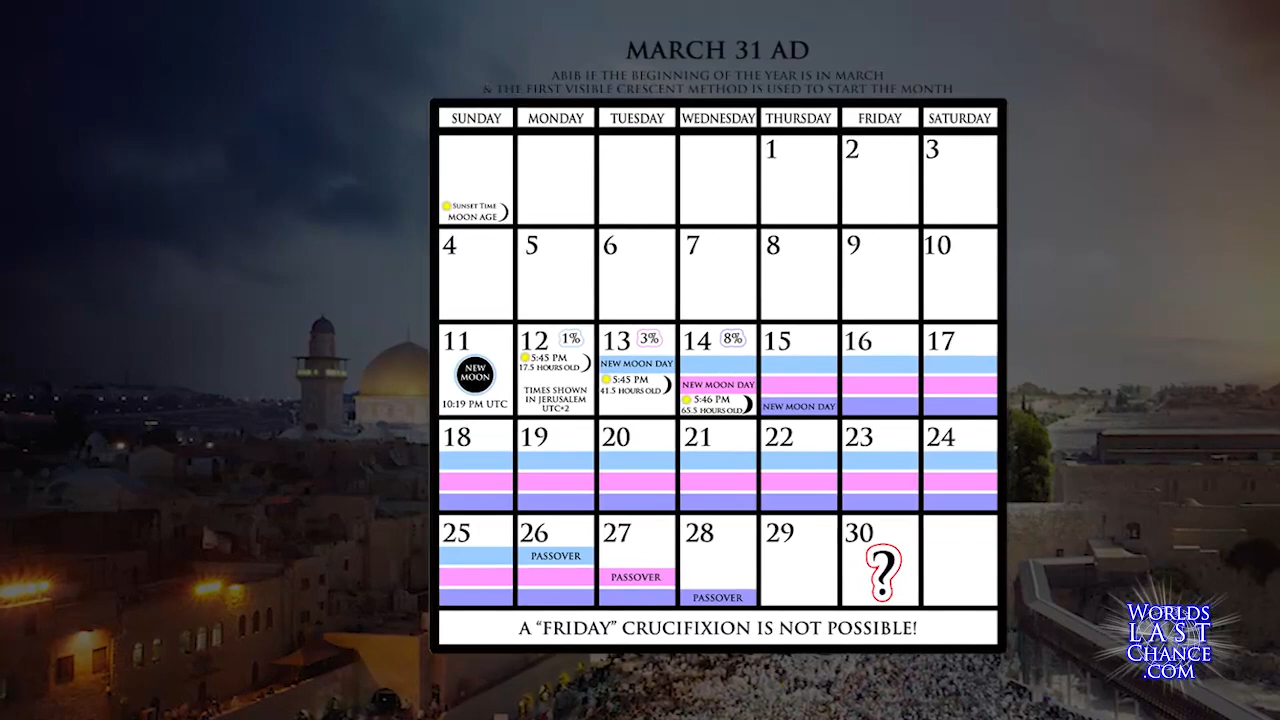 MARCH 31 AD
ABIB IF THE BEGINNING OF THE YEAR IS IN MARCH
& THE FIRST VISIBLE CRESCENT METHOD IS USED TO START THE MONTH
SUNDAY MONDAY TUESDAY WEDNESDAY THURSDAY FRIDAY SATURDAY
1 2 3
SUNSET TIME
MOON AGE
4 5 6 7 8 9 10
11 12 1% 13 3% 14 8% 15 16 17
NEW MOON
10:19 PM UTC
5:45 PM
17.5 HOURS OLD
TIMES SHOWN
IN JERUSALEM
UTC+2
NEW MOON DAY
5:45 PM
41.5 HOURS OLD
NEW MOON DAY
5:46 PM
65.5 HOURS OLD
NEW MOON DAY
18 19 20 21 22 23 24
25 26 27 28 29 30
PASSOVER
PASSOVER
PASSOVER
?
A “FRIDAY” CRUCIFIXION IS NOT POSSIBLE!
WORLDS
LAST
CHANCE
.COM